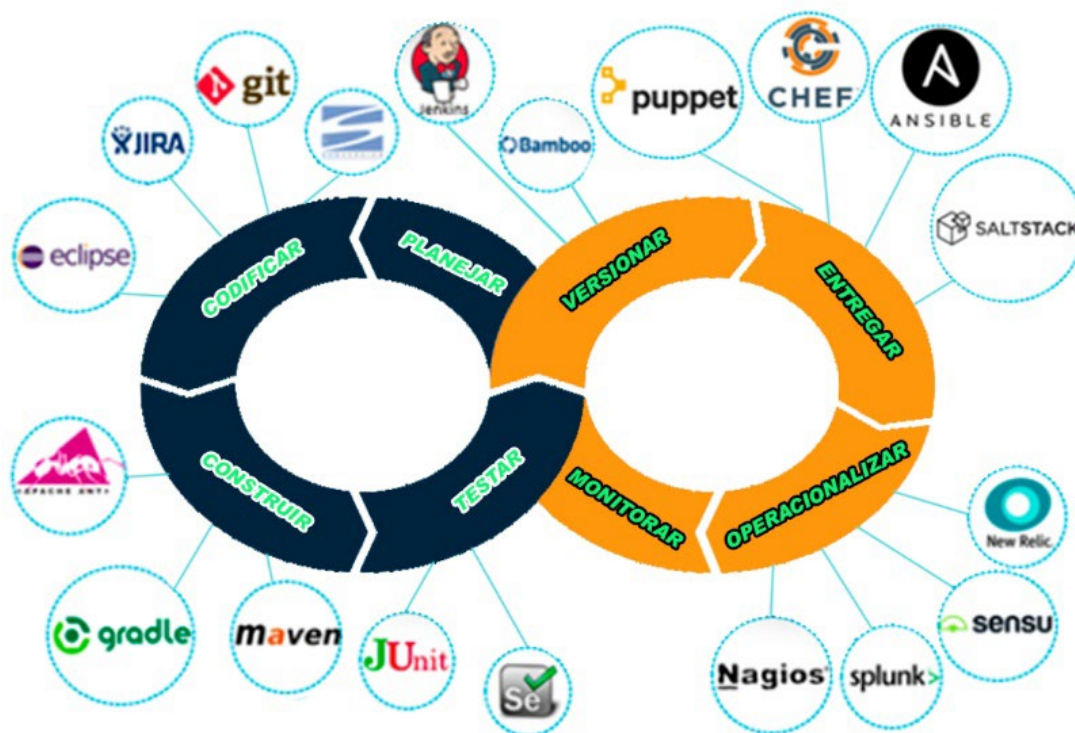 Jenkins
git
puppet
CHEF
ANSIBLE
JIRA
Bamboo
SALTSTACK
eclipse
CODIFICAR
PLANEJAR
VERSIONAR
ENTREGAR
APACHE ANT
CONSTRUIR
TESTAR
MONITORAR
OPERACIONALIZAR
New Relic.
gradle
maven
JUnit
Se
Nagios®
splunk>
sensu